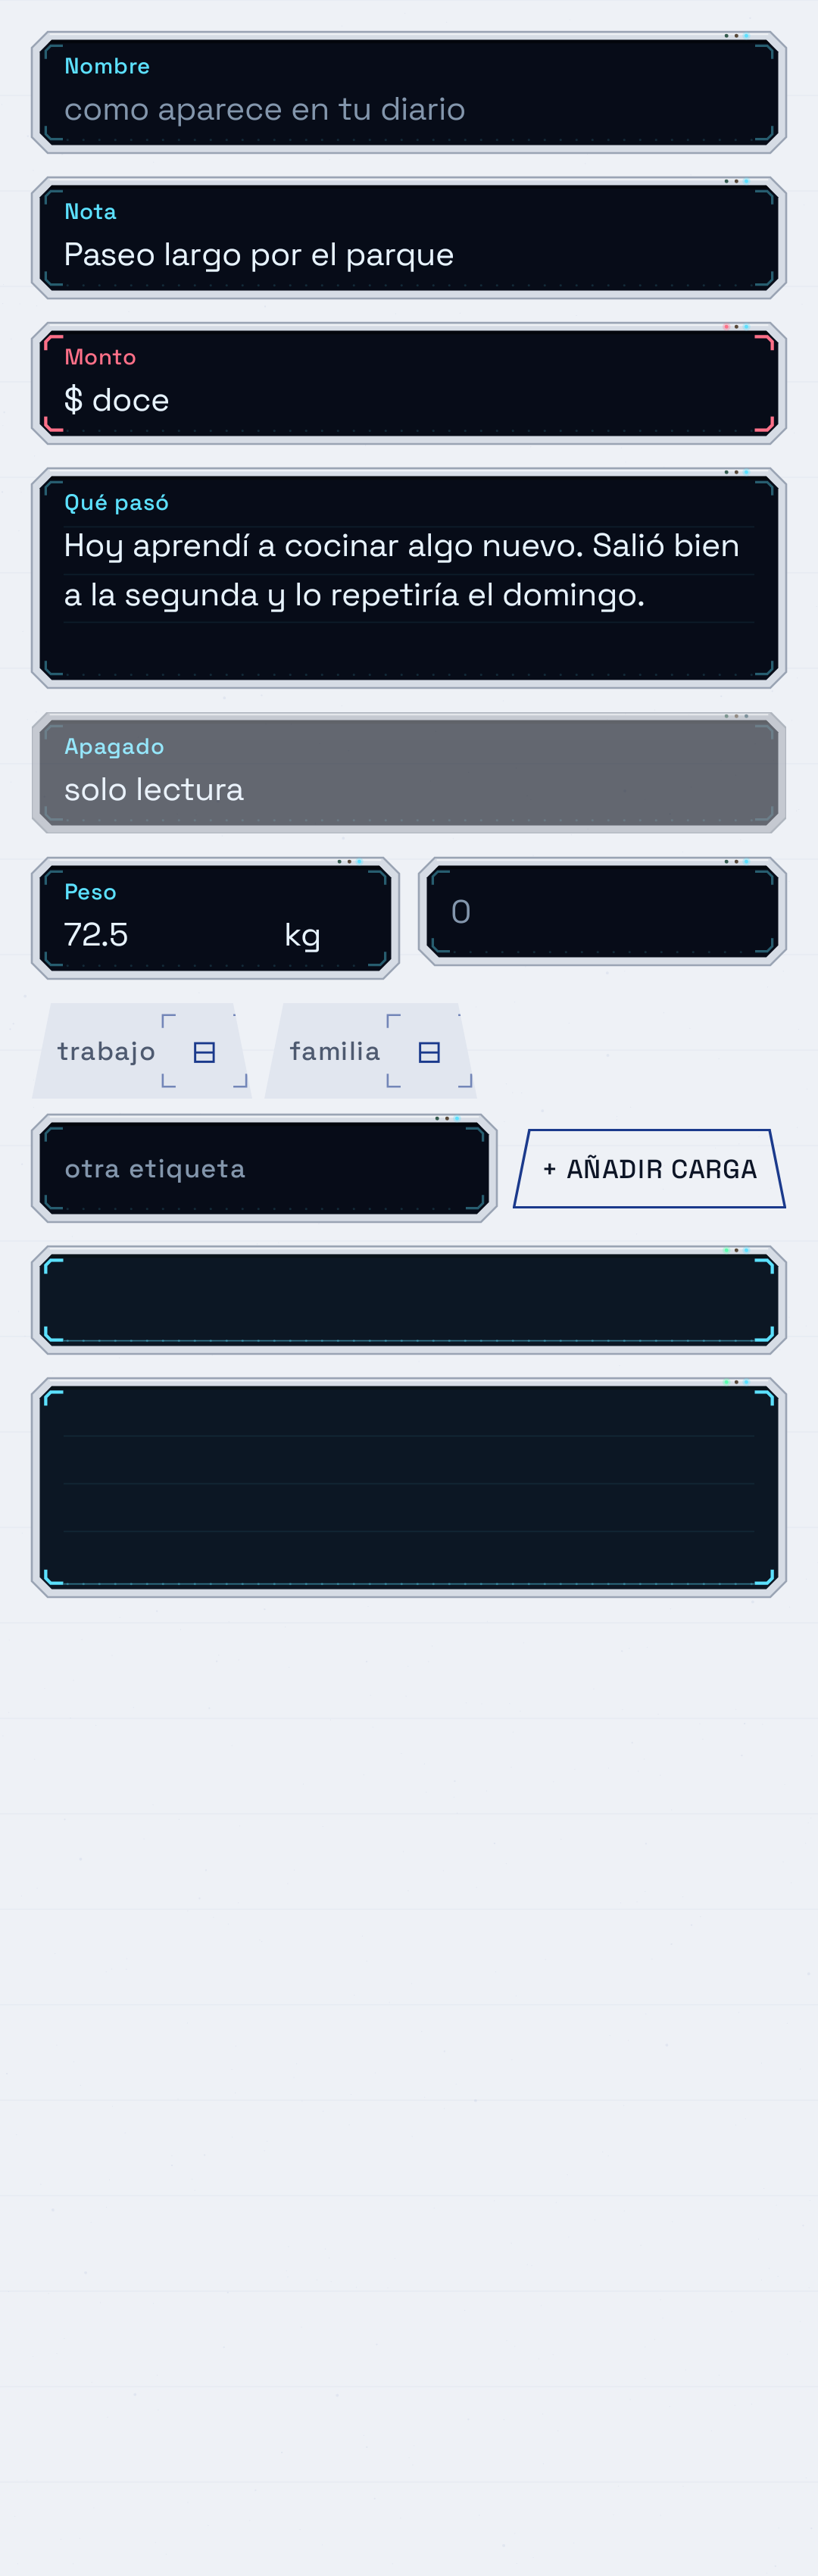 Nombre
como aparece en tu diario
Nota
Paseo largo por el parque
Monto
$ doce
Qué pasó
Hoy aprendí a cocinar algo nuevo. Salió bien
a la segunda y lo repetiría el domingo.
Apagado
solo lectura
Peso
72.5 kg
0
trabajo
familia
otra etiqueta
+ AÑADIR CARGA